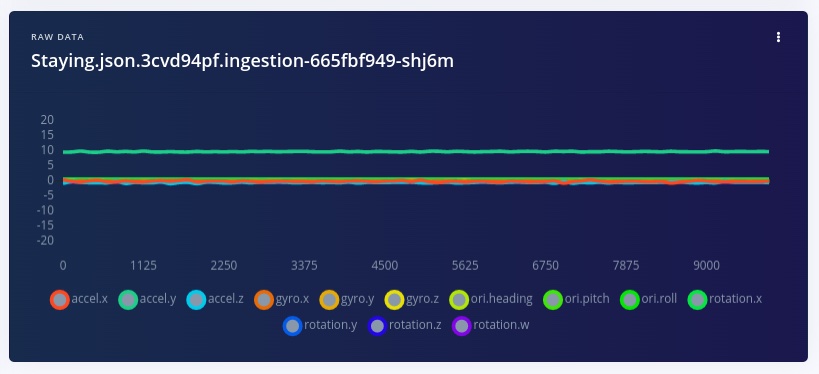 RAW DATA
Staying.json.3cvd94pf.ingestion-665fbf949-shj6m
20
15
10
5
0
-5
-10
-15
-20
0 1125 2250 3375 4500 5625 6750 7875 9000
accel.x accel.y accel.z gyro.x gyro.y gyro.z ori.heading ori.pitch ori.roll rotation.x
rotation.y rotation.z rotation.w